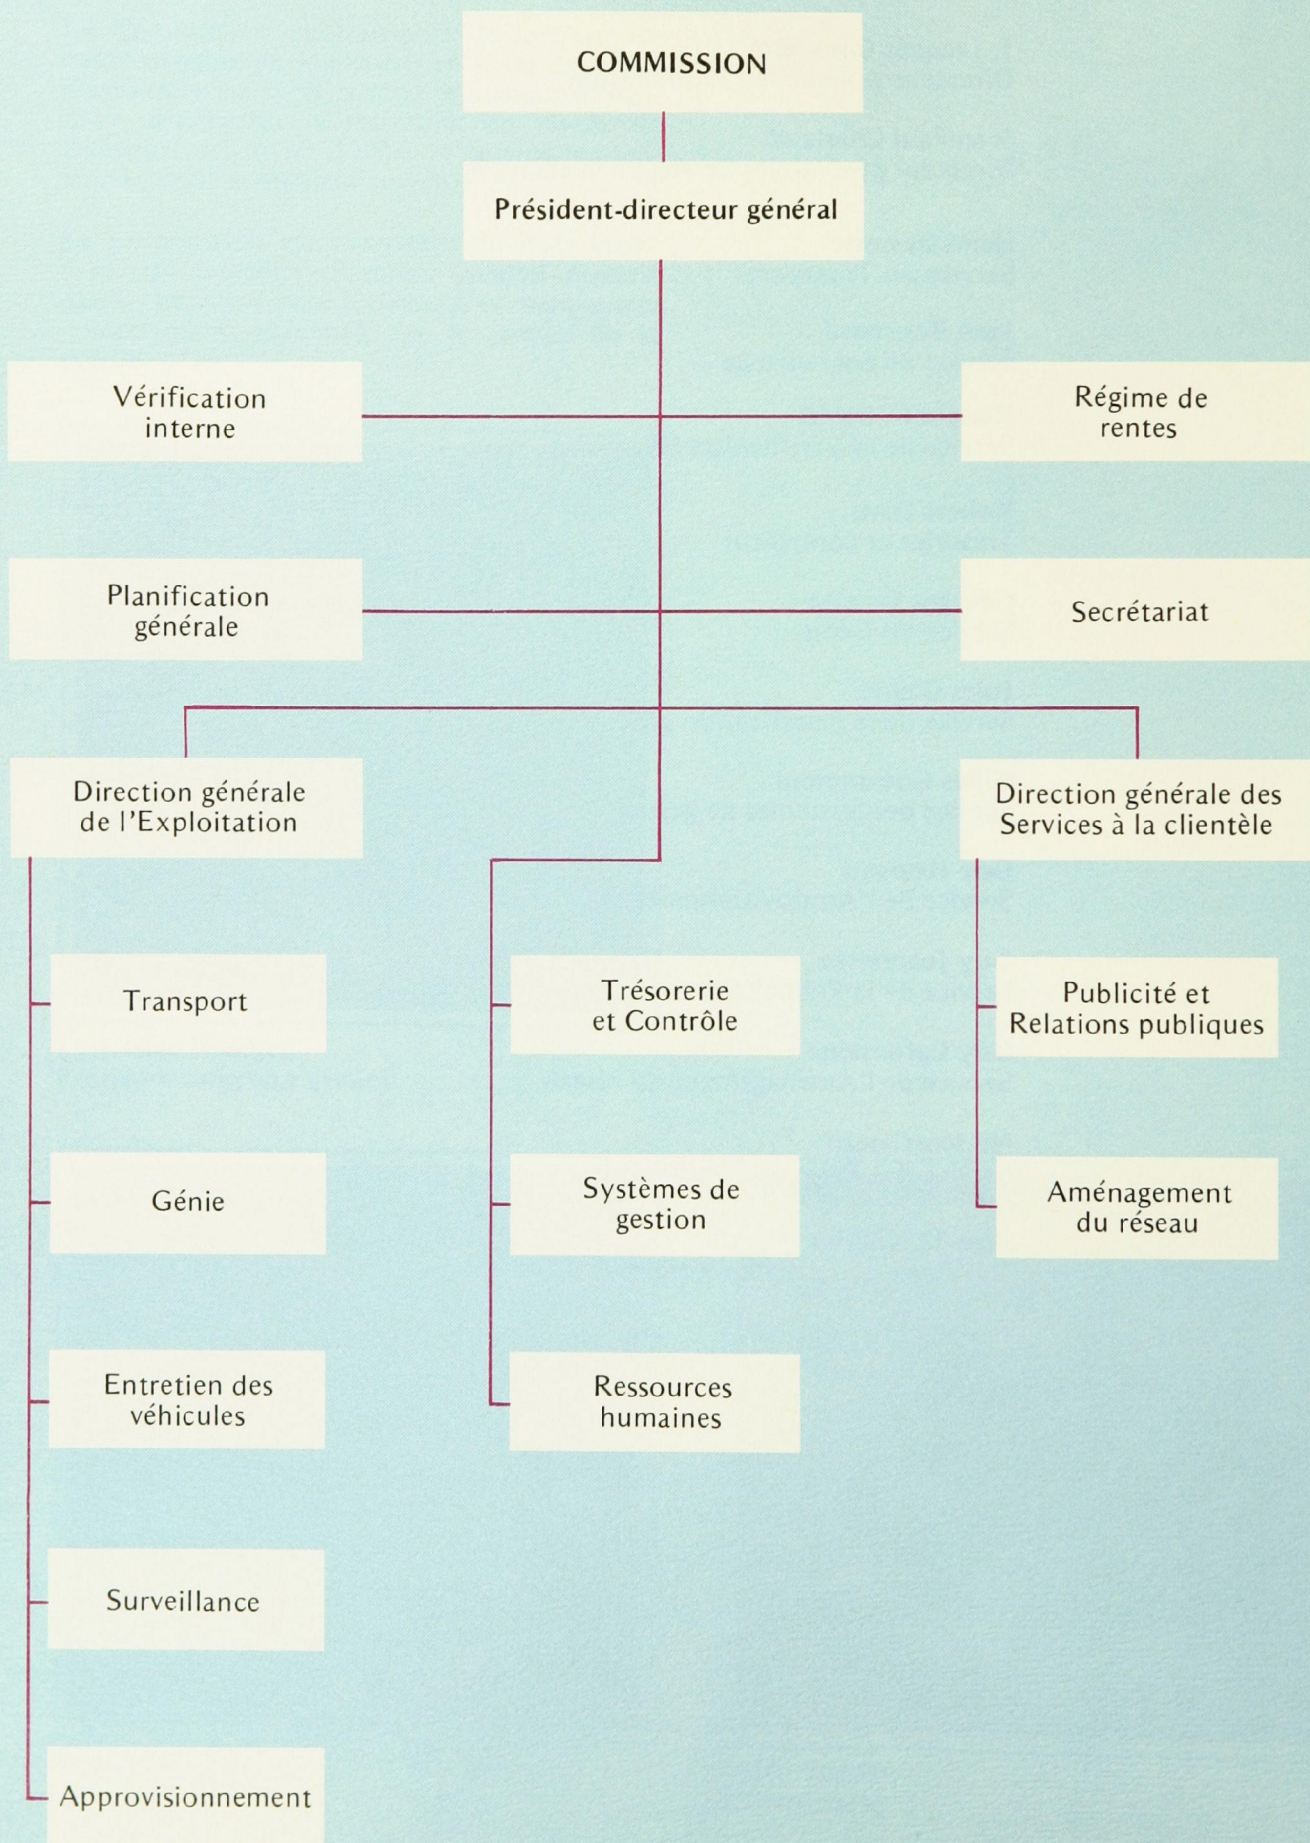 COMMISSION
Président-directeur général
Vérification
interne
Régime de
rentes
Planification
générale
Secrétariat
Direction générale
de l'Exploitation
Direction générale des
Services à la clientèle
Transport
Trésorerie
et Contrôle
Publicité et
Relations publiques
Génie
Systèmes de
gestion
Aménagement
du réseau
Entretien des
véhicules
Ressources
humaines
Surveillance
Approvisionnement